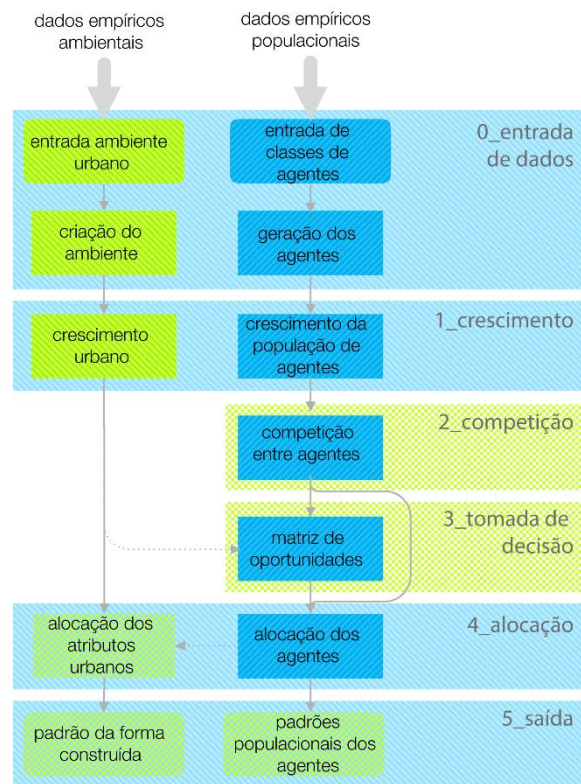 dados empíricos
ambientais
dados empíricos
populacionais
entrada ambiente
urbano
entrada de
classes de
agentes
0_entrada
de dados
criação do
ambiente
geração dos
agentes
crescimento
urbano
crescimento da
população de
agentes
1_crescimento
competição
entre agentes
2_competição
matriz de
oportunidades
3_tomada de
decisão
alocação dos
atributos
urbanos
alocação dos
agentes
4_alocação
padrão da forma
construída
padrões
populacionais dos
agentes
5_saída